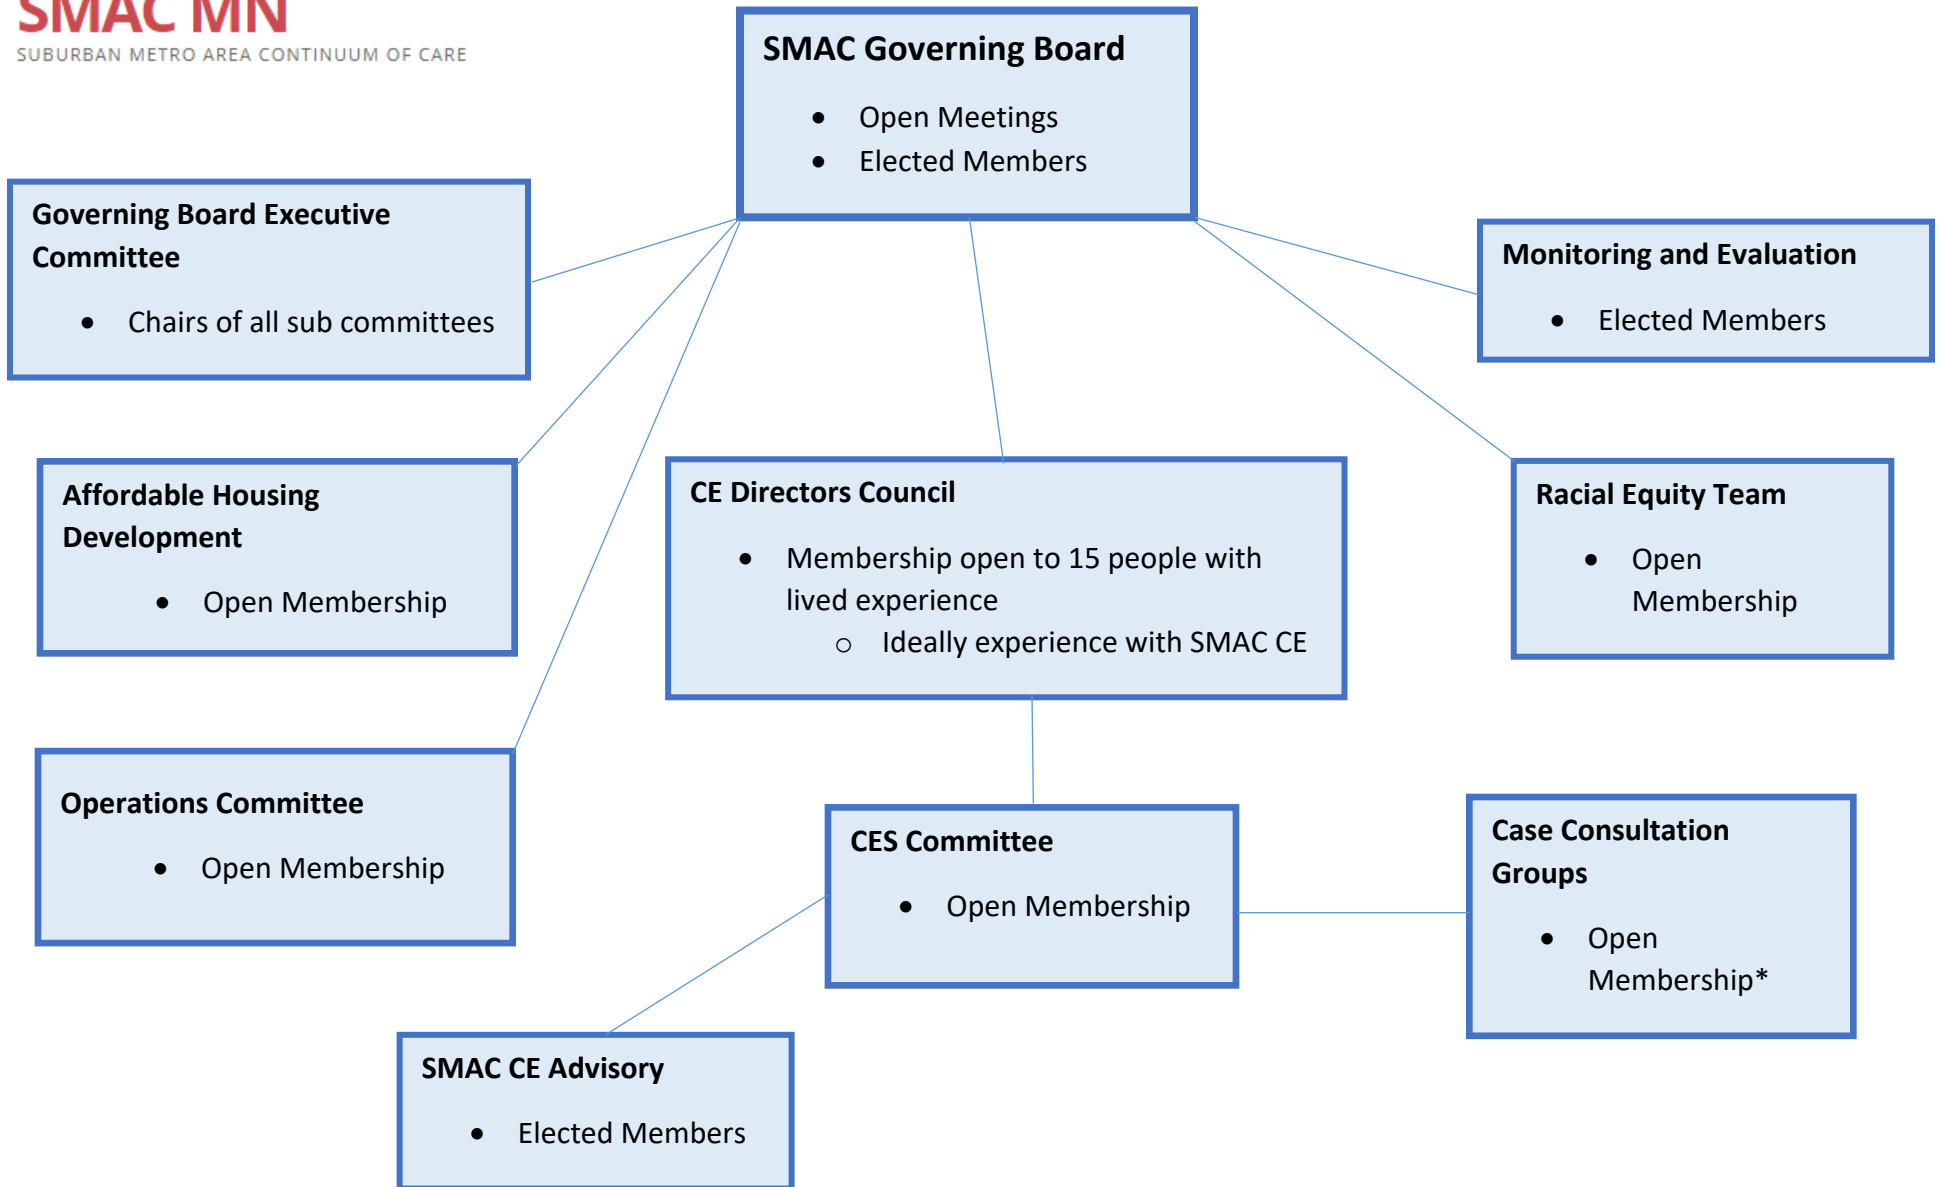 SMAC MN
SUBURBAN METRO AREA CONTINUUM OF CARE
SMAC Governing Board
• Open Meetings
• Elected Members
Governing Board Executive
Committee
• Chairs of all sub committees
Monitoring and Evaluation
• Elected Members
Affordable Housing
Development
• Open Membership
CE Directors Council
• Membership open to 15 people with
lived experience
o Ideally experience with SMAC CE
Racial Equity Team
• Open
Membership
Operations Committee
• Open Membership
CES Committee
• Open Membership
Case Consultation
Groups
• Open
Membership*
SMAC CE Advisory
• Elected Members